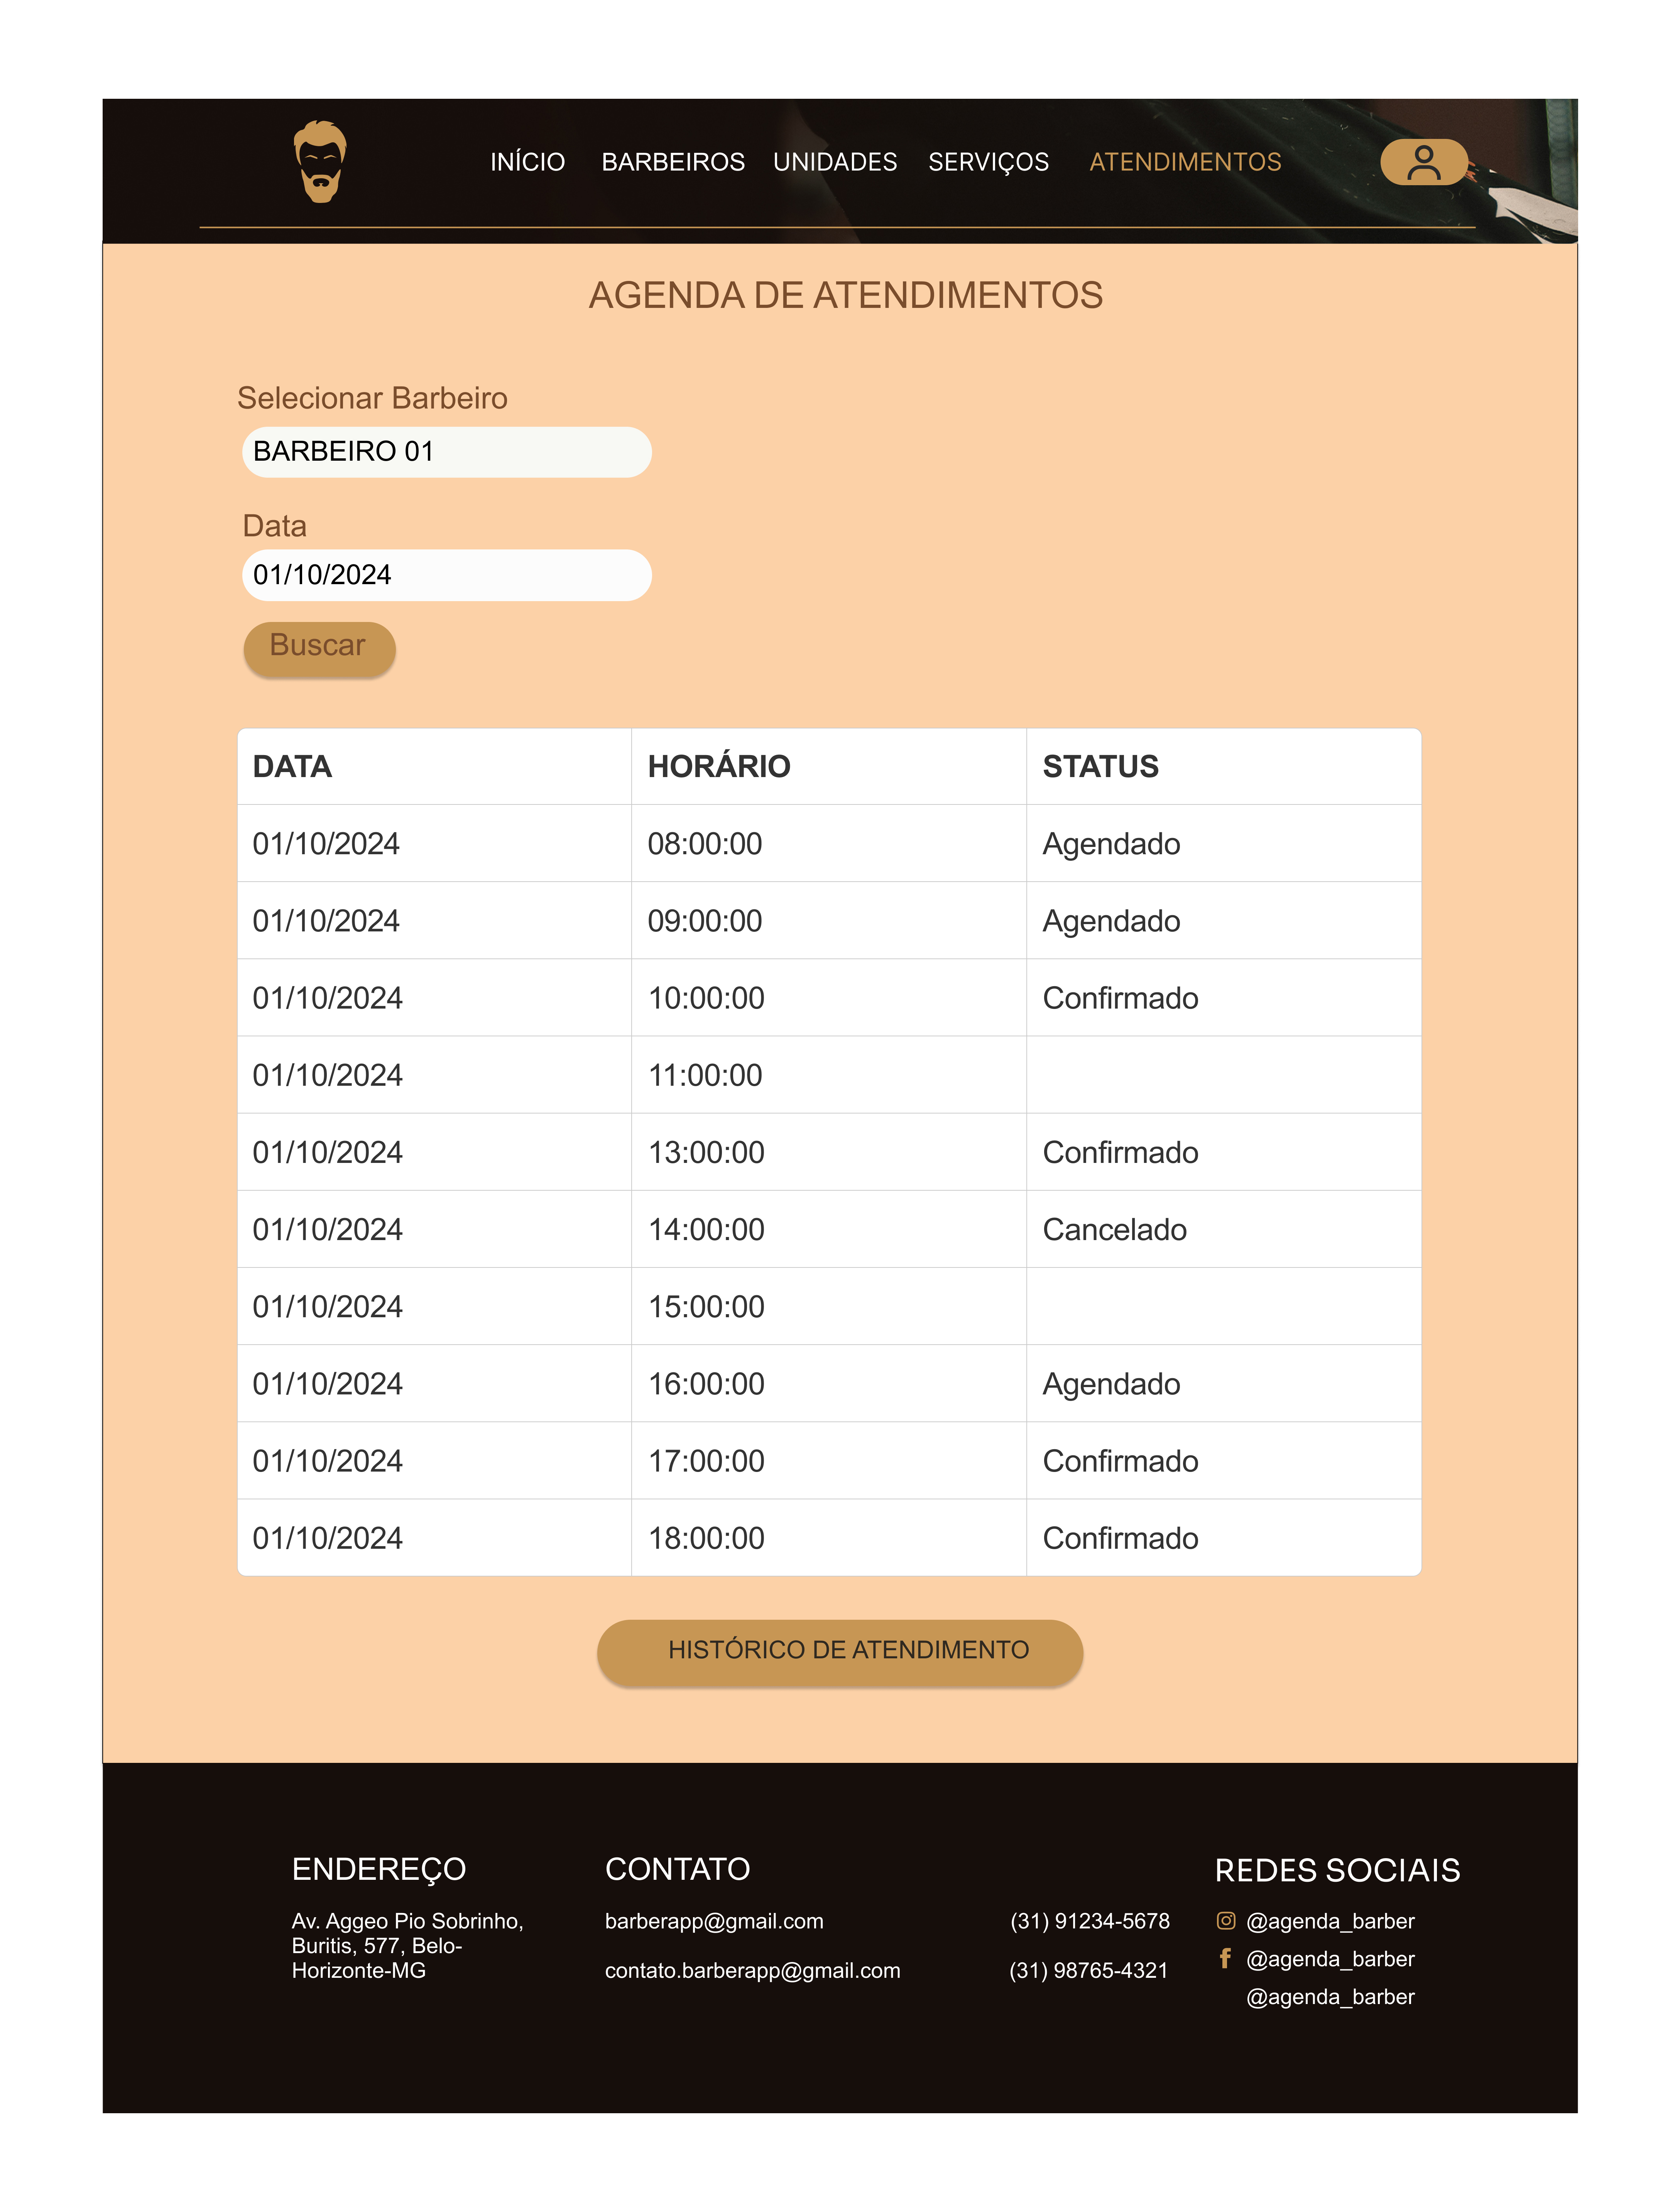 INÍCIO BARBEIROS UNIDADES SERVIÇOS ATENDIMENTOS
AGENDA DE ATENDIMENTOS
Selecionar Barbeiro
BARBEIRO 01
Data
01/10/2024
Buscar
DATA HORÁRIO STATUS
01/10/2024 08:00:00 Agendado
01/10/2024 09:00:00 Agendado
01/10/2024 10:00:00 Confirmado
01/10/2024 11:00:00
01/10/2024 13:00:00 Confirmado
01/10/2024 14:00:00 Cancelado
01/10/2024 15:00:00
01/10/2024 16:00:00 Agendado
01/10/2024 17:00:00 Confirmado
01/10/2024 18:00:00 Confirmado
HISTÓRICO DE ATENDIMENTO
ENDEREÇO
Av. Aggeo Pio Sobrinho,
Buritis, 577, Belo-
Horizonte-MG
CONTATO
barberapp@gmail.com (31) 91234-5678
contato.barberapp@gmail.com (31) 98765-4321
REDES SOCIAIS
@agenda_barber
@agenda_barber
@agenda_barber